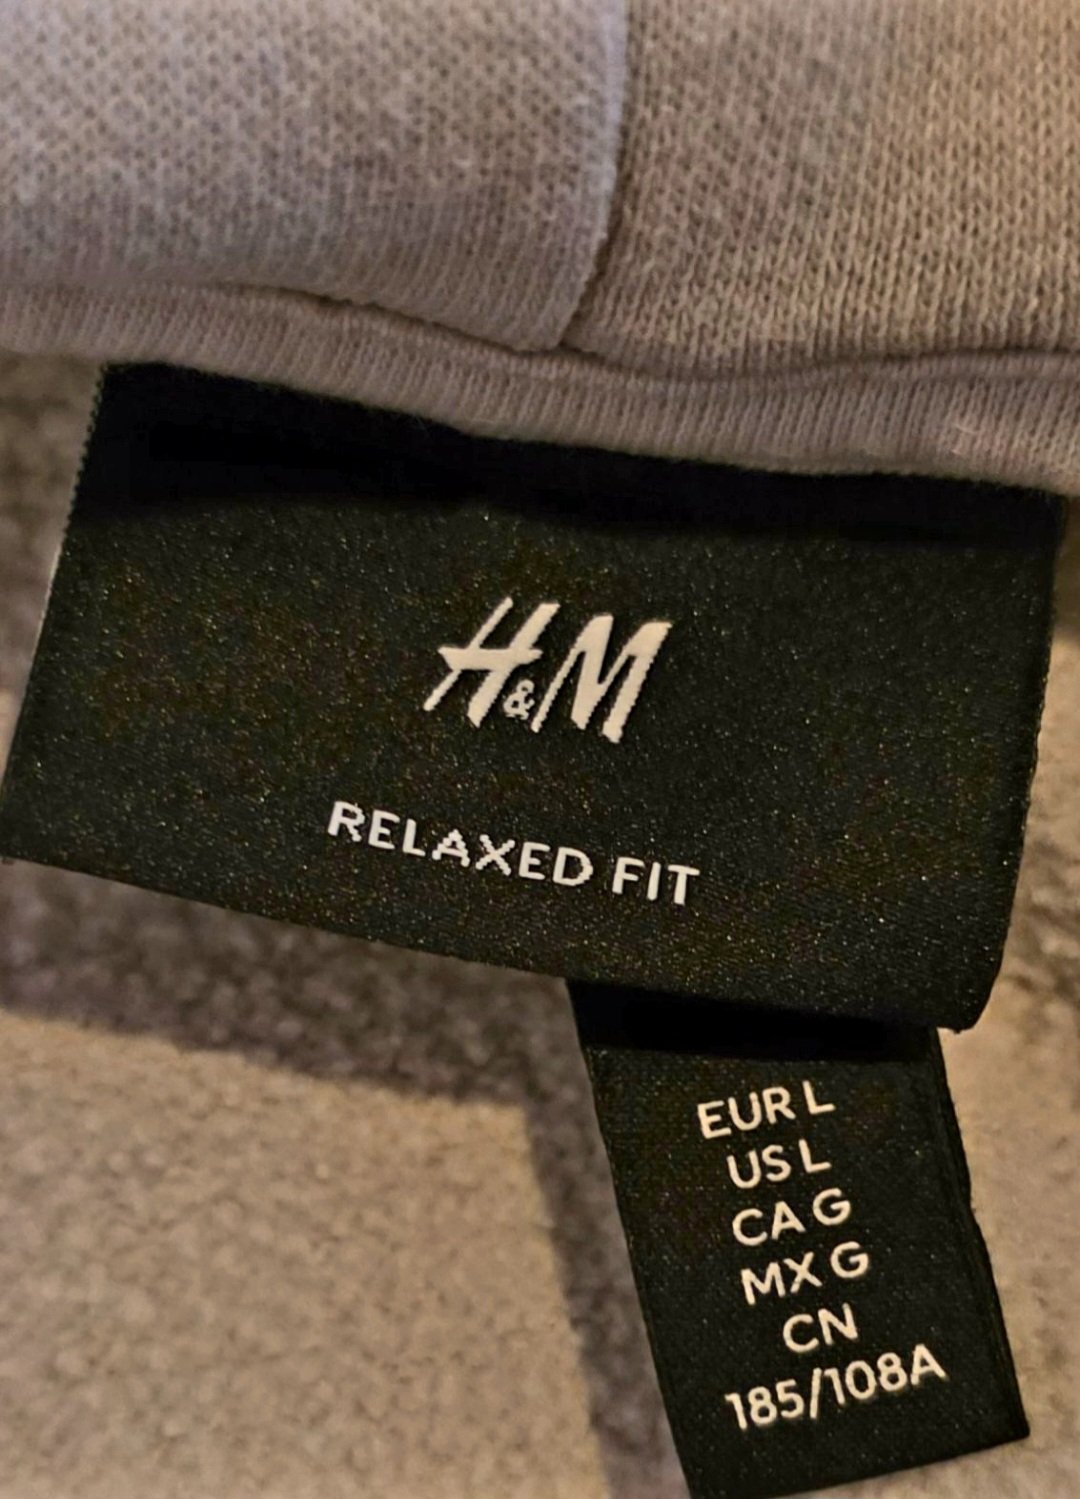 H&M
RELAXED FIT
EUR L
US L
CA G
MX G
CN
185/108A